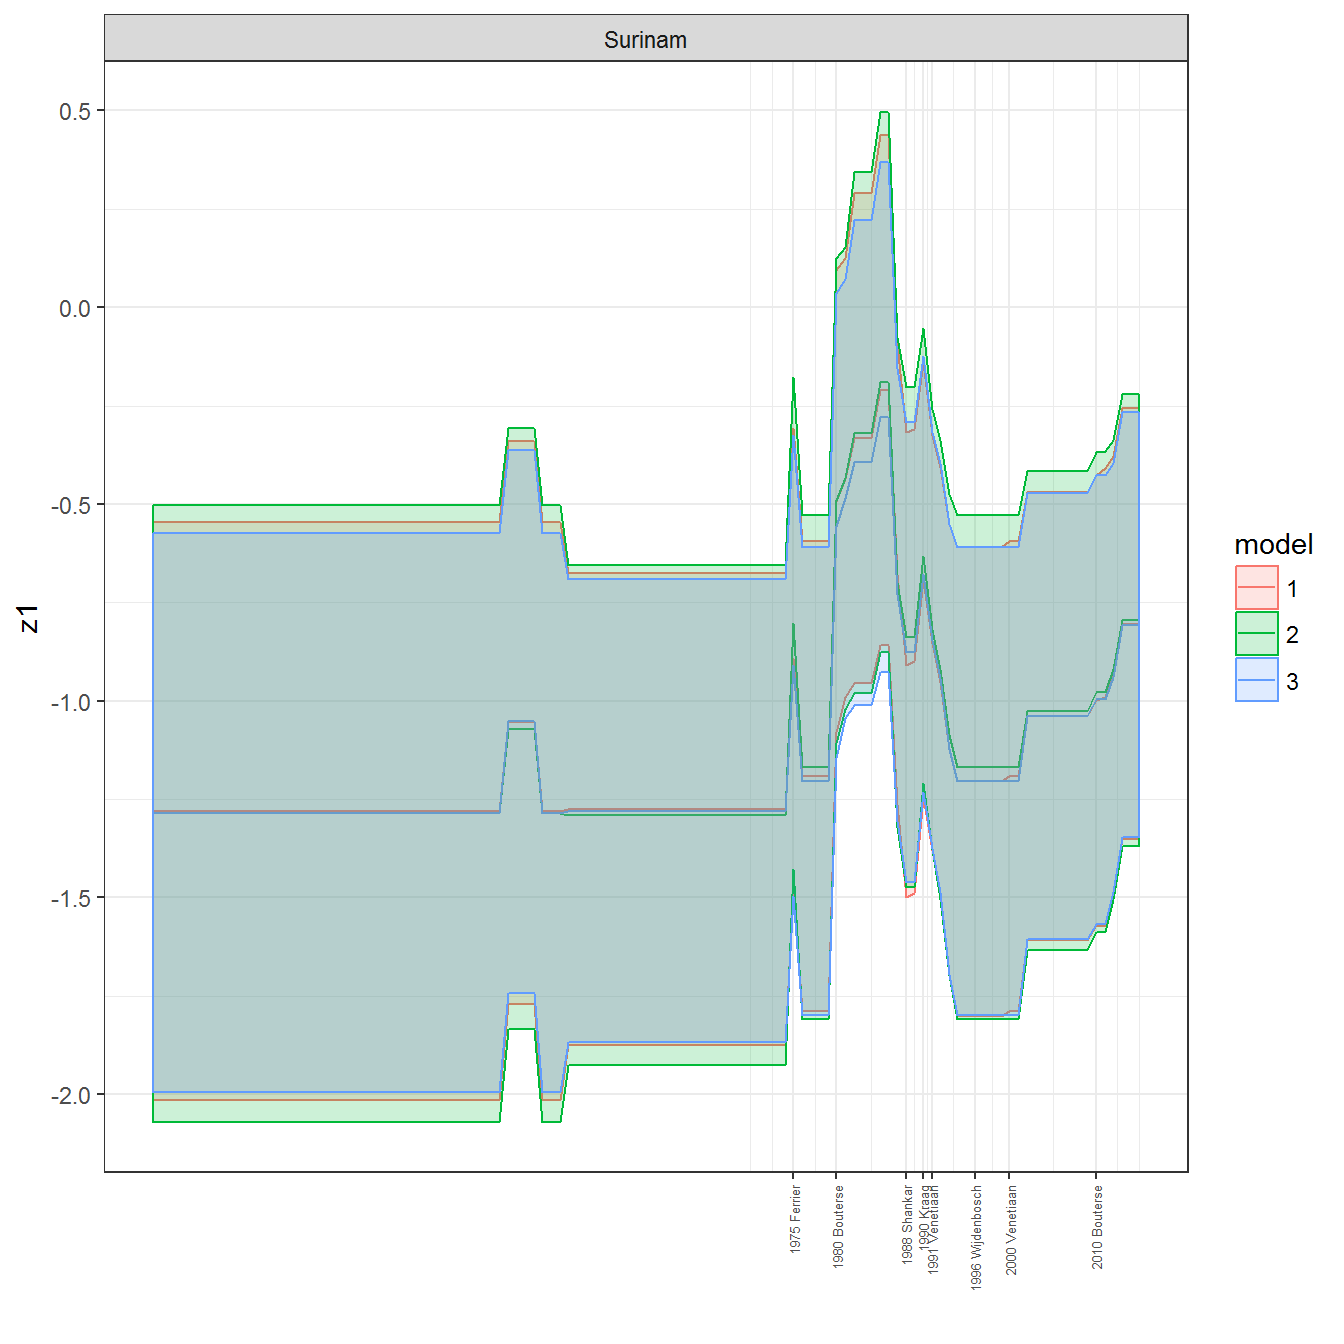 Surinam
0.5
0.0
-0.5
-1.0
-1.5
-2.0
z1
1975 Ferrier
1980 Bouterse
1988 Shankar
1990 Kraag
1991 Venetiaan
1996 Wijdenbosch
2000 Venetiaan
2010 Bouterse
model
1
2
3